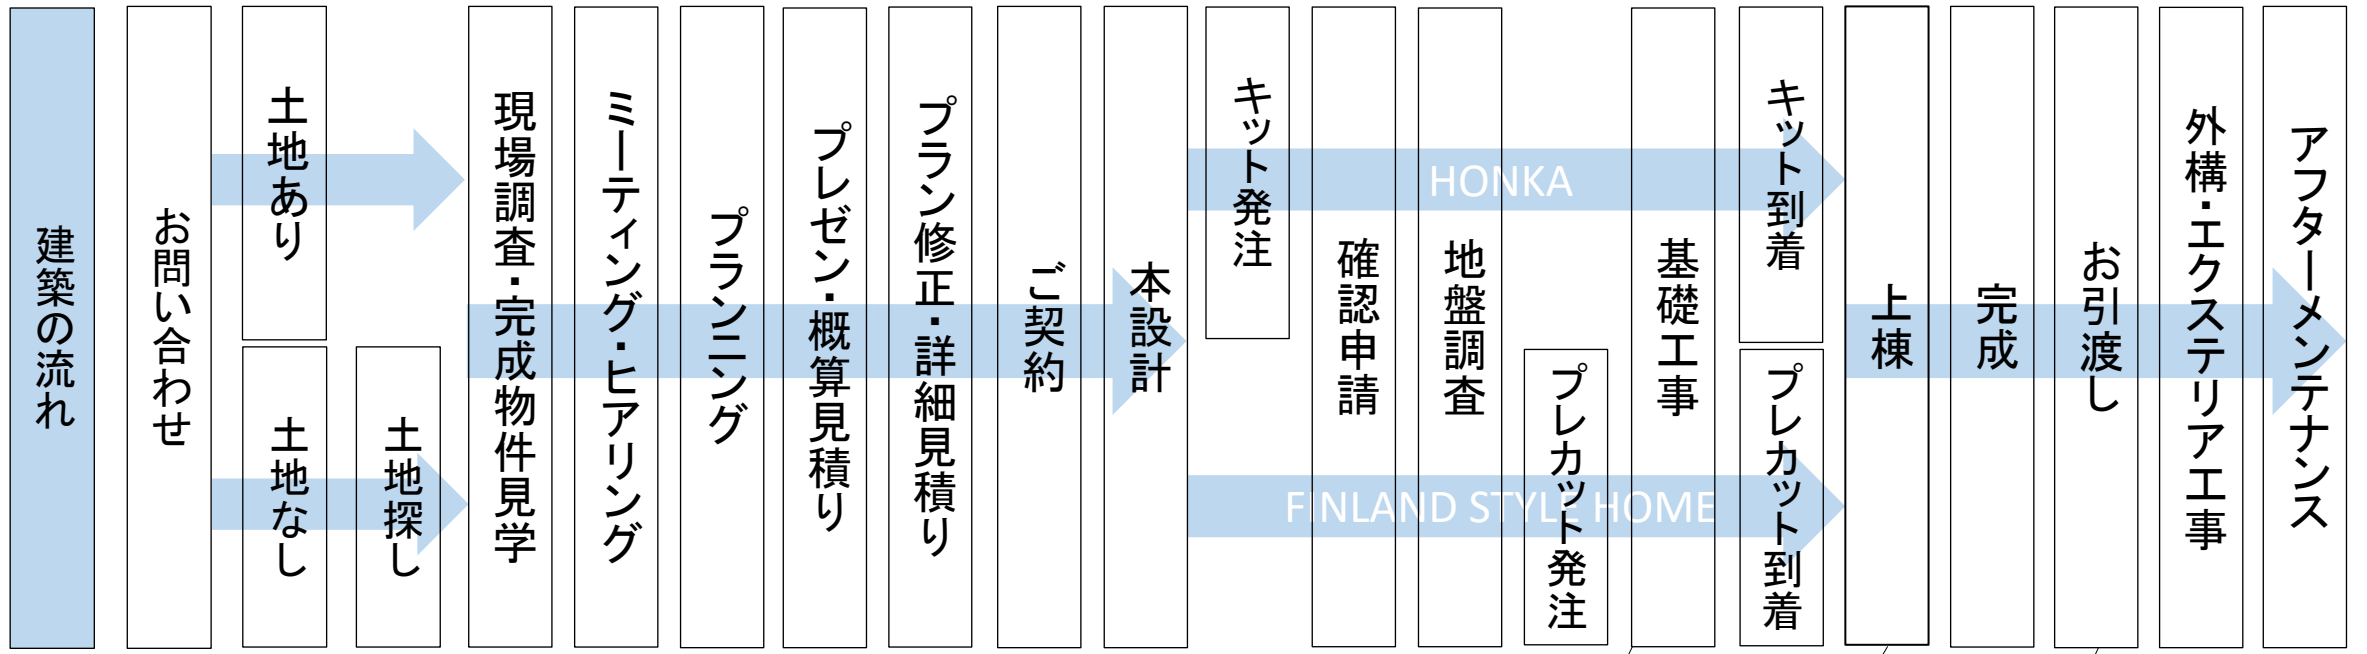 建築の流れ
お問い合わせ
土地あり
土地なし
土地探し
現場調査・完成物件見学
ミーティング・ヒアリング
プランニング
プレゼン・概算見積り
プラン修正・詳細見積り
ご契約
本設計
キット発注
HONKA
確認申請
地盤調査
FINLAND STYLE HOME
プレカット発注
基礎工事
キット到着
プレカット到着
上棟
完成
お引渡し
外構・エクステリア工事
アフターメンテナンス